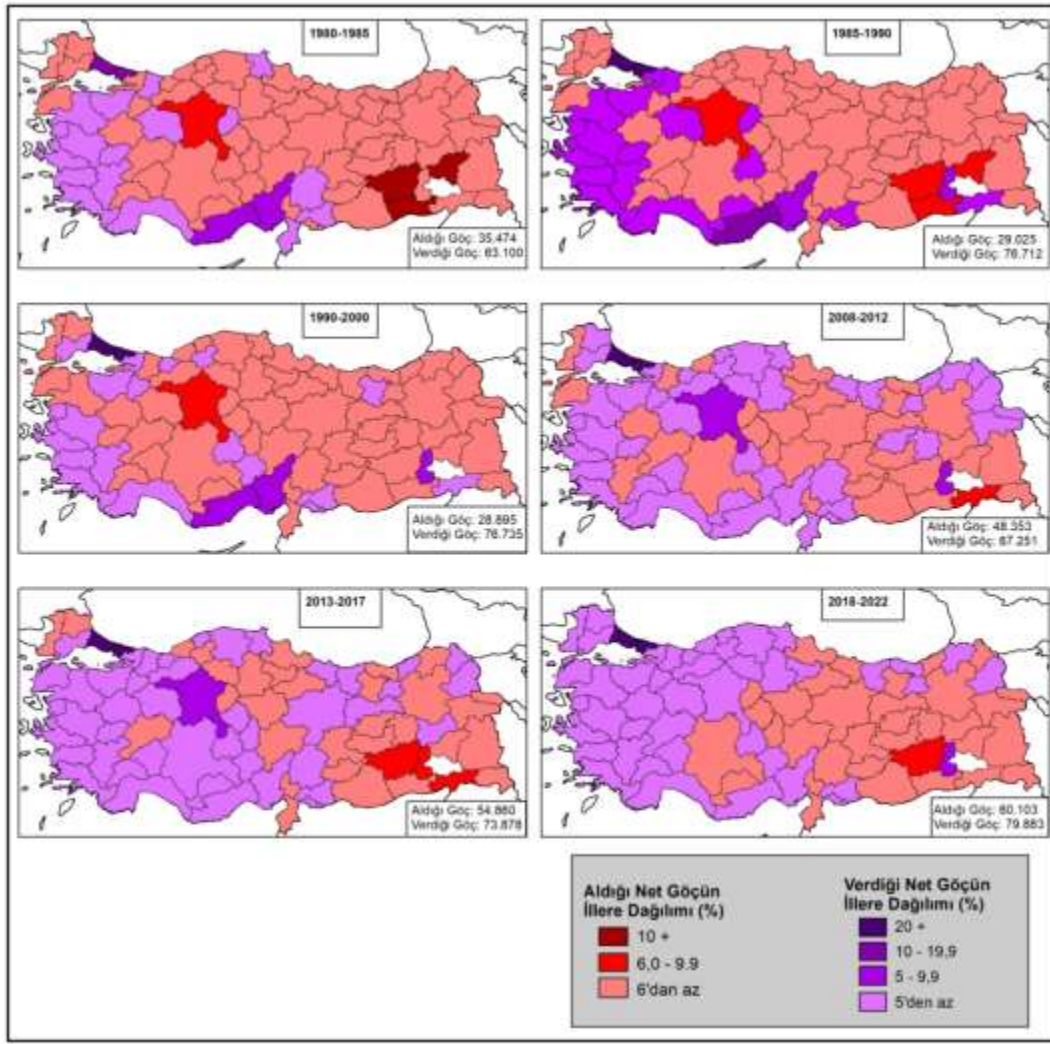 1980-1985
Aldığı Göç: 35.474
Verdiği Göç: 63.100
1985-1990
Aldığı Göç: 29.025
Verdiği Göç: 76.712
1990-2000
Aldığı Göç: 28.895
Verdiği Göç: 76.735
2008-2012
Aldığı Göç: 48.353
Verdiği Göç: 67.251
2013-2017
Aldığı Göç: 54.860
Verdiği Göç: 73.878
2018-2022
Aldığı Göç: 60.103
Verdiği Göç: 79.883
Aldığı Net Göçün
İllere Dağılımı (%)
10 +
6,0 - 9.9
6'dan az
Verdiği Net Göçün
İllere Dağılımı (%)
20 +
10 - 19,9
5 - 9,9
5'den az